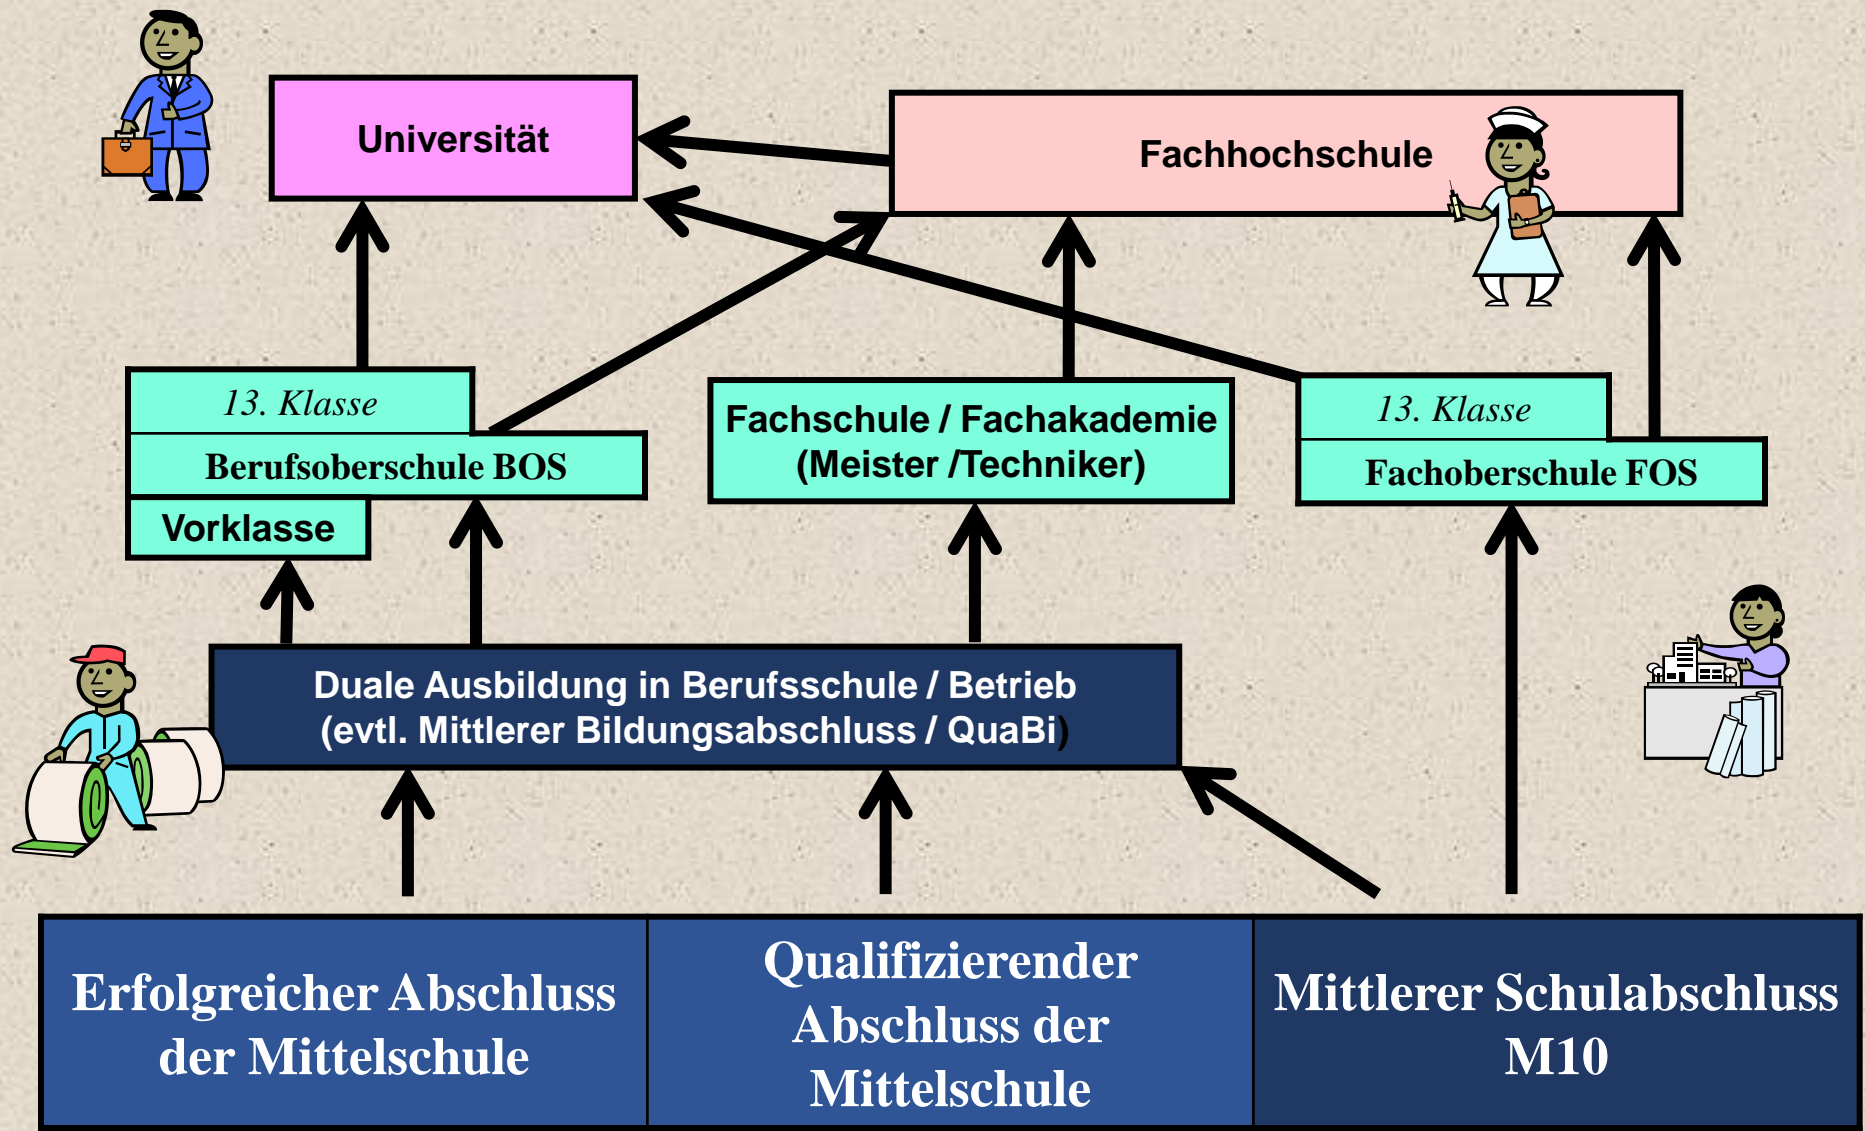 Universität
Fachhochschule
13. Klasse
Berufsoberschule BOS
Vorklasse
Fachschule / Fachakademie
(Meister /Techniker)
13. Klasse
Fachoberschule FOS
Duale Ausbildung in Berufsschule / Betrieb
(evtl. Mittlerer Bildungsabschluss / QuaBi)
Erfolgreicher Abschluss
der Mittelschule
Qualifizierender
Abschluss der
Mittelschule
Mittlerer Schulabschluss
M10